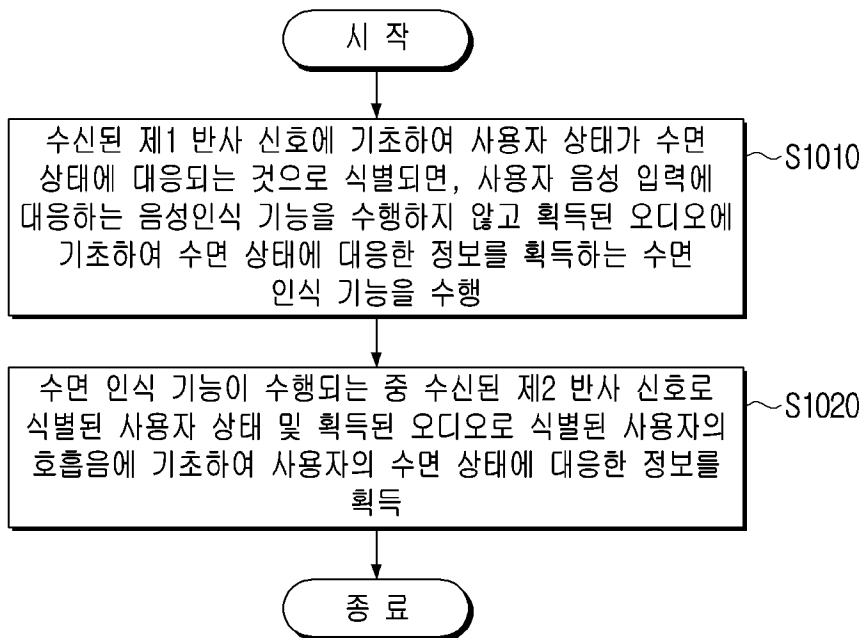 시 작
수신된 제1 반사 신호에 기초하여 사용자 상태가 수면
상태에 대응되는 것으로 식별되면, 사용자 음성 입력에
대응하는 음성인식 기능을 수행하지 않고 획득된 오디오에
기초하여 수면 상태에 대응한 정보를 획득하는 수면
인식 기능을 수행
S1010
수면 인식 기능이 수행되는 중 수신된 제2 반사 신호로
식별된 사용자 상태 및 획득된 오디오로 식별된 사용자의
호흡음에 기초하여 사용자의 수면 상태에 대응한 정보를
획득
S1020
종 료